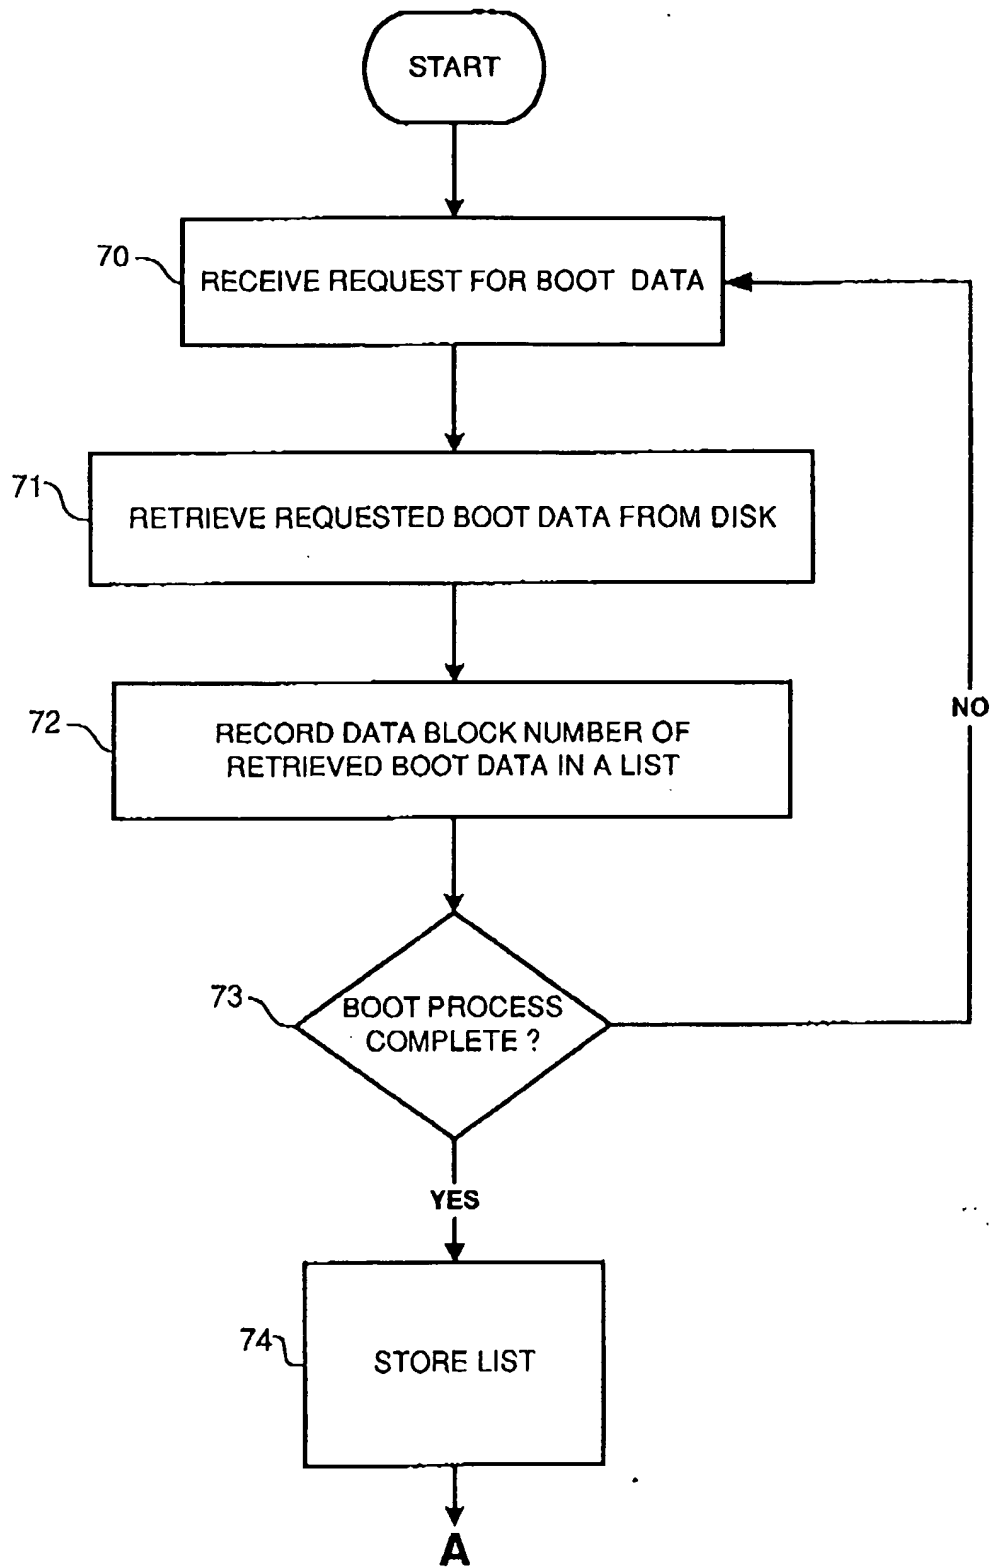 START
70
RECEIVE REQUEST FOR BOOT DATA
71
RETRIEVE REQUESTED BOOT DATA FROM DISK
72
RECORD DATA BLOCK NUMBER OF
RETRIEVED BOOT DATA IN A LIST
NO
73
BOOT PROCESS
COMPLETE ?
YES
74
STORE LIST
A